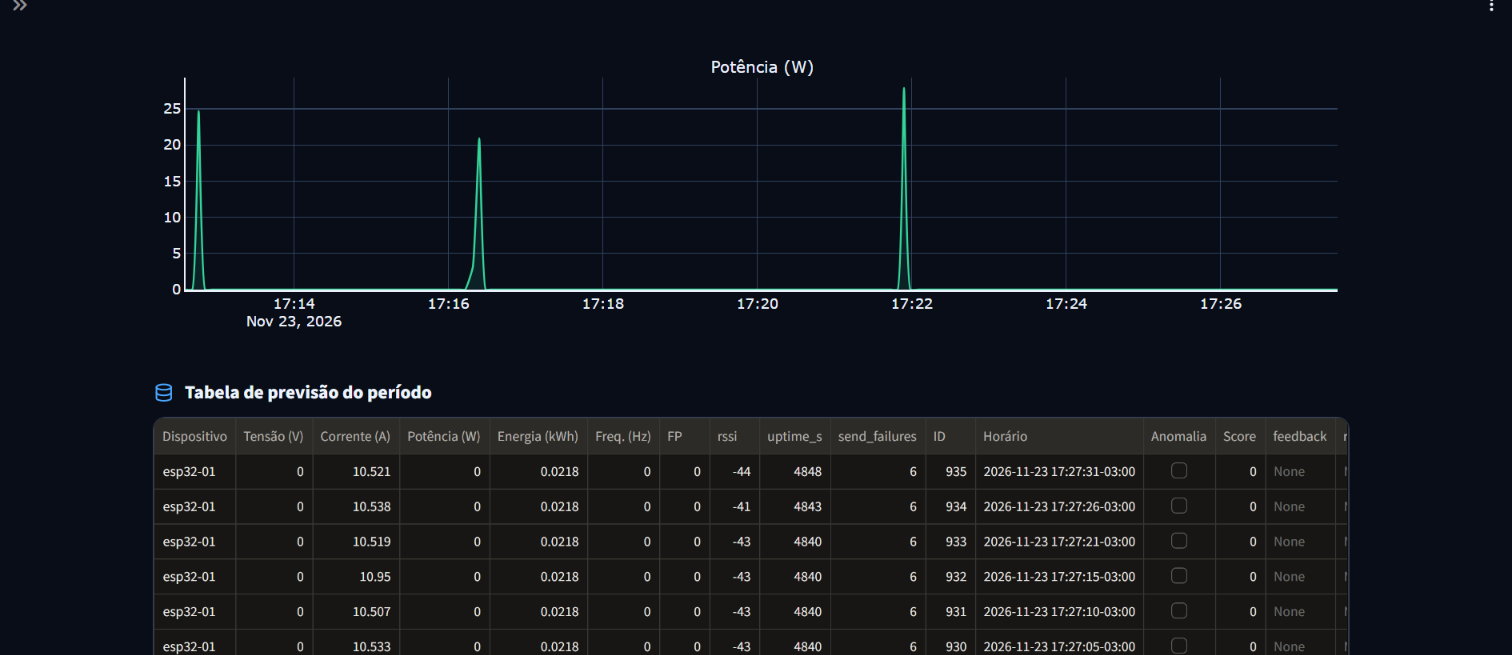 Potência (W)
25
20
15
10
5
0
17:14 17:16 17:18 17:20 17:22 17:24 17:26
Nov 23, 2026
Tabela de previsão do período
Dispositivo Tensão (V) Corrente (A) Potência (W) Energia (kWh) Freq. (Hz) FP rssi uptime_s send_failures ID Horário Anomalia Score feedback
esp32-01 0 10.521 0 0.0218 0 0 -44 4848 6 935 2026-11-23 17:27:31-03:00 0 None
esp32-01 0 10.538 0 0.0218 0 0 -41 4843 6 934 2026-11-23 17:27:26-03:00 0 None
esp32-01 0 10.519 0 0.0218 0 0 -43 4840 6 933 2026-11-23 17:27:21-03:00 0 None
esp32-01 0 10.95 0 0.0218 0 0 -43 4840 6 932 2026-11-23 17:27:15-03:00 0 None
esp32-01 0 10.507 0 0.0218 0 0 -43 4840 6 931 2026-11-23 17:27:10-03:00 0 None
esp32-01 0 10.533 0 0.0218 0 0 -43 4840 6 930 2026-11-23 17:27:05-03:00 0 None